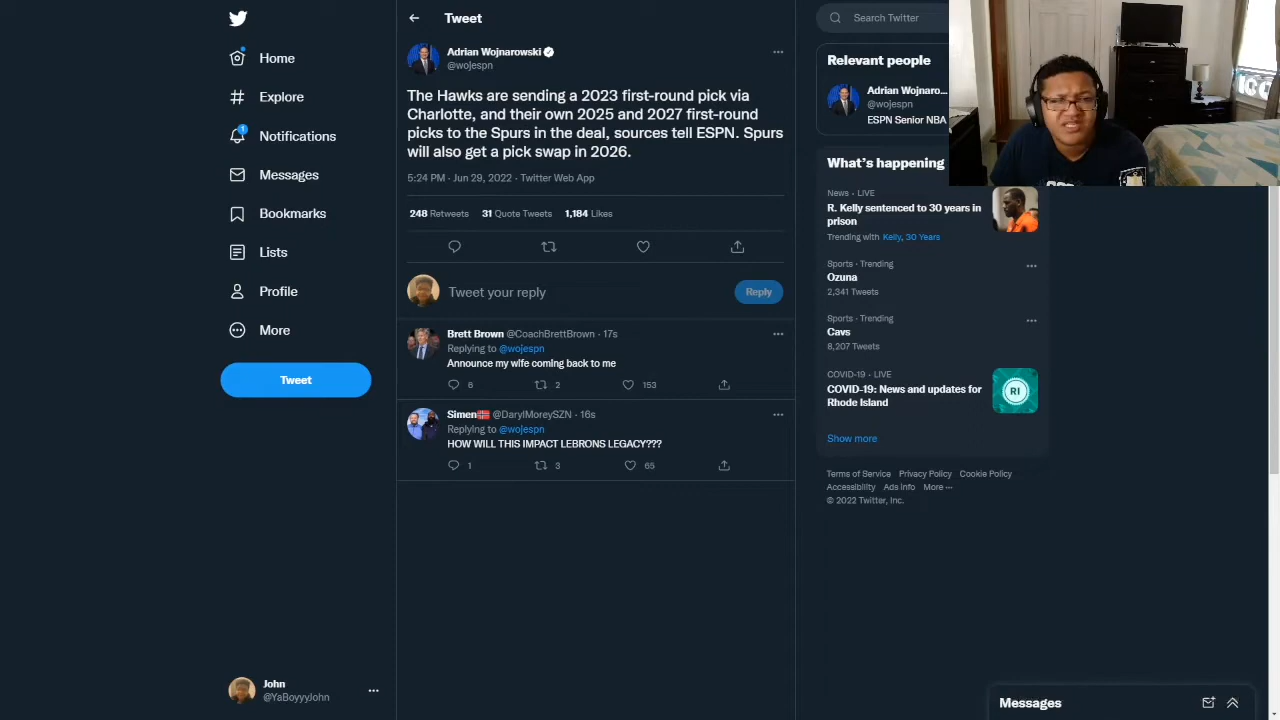 Home
Explore
1
Notifications
Messages
Bookmarks
Lists
Profile
More
Tweet
John
@YaBoyyyJohn
Tweet
Adrian Wojnarowski
@wojespn
The Hawks are sending a 2023 first-round pick via
Charlotte, and their own 2025 and 2027 first-round
picks to the Spurs in the deal, sources tell ESPN. Spurs
will also get a pick swap in 2026.
5:24 PM · Jun 29, 2022 · Twitter Web App
248 Retweets 31 Quote Tweets 1,184 Likes
Tweet your reply
Reply
Brett Brown @CoachBrettBrown · 17s
Replying to @wojespn
Announce my wife coming back to me
6 2 153
Simen @DarylMoreySZN · 16s
Replying to @wojespn
HOW WILL THIS IMPACT LEBRONS LEGACY???
1 3 65
Search Twitter
Relevant people
Adrian Wojnaro...
@wojespn
ESPN Senior NBA
What's happening
News · LIVE
R. Kelly sentenced to 30 years in
prison
Trending with Kelly, 30 Years
Sports · Trending
Ozuna
2,341 Tweets
Sports · Trending
Cavs
8,207 Tweets
COVID-19 · LIVE
COVID-19: News and updates for
Rhode Island
RI
Show more
Terms of Service Privacy Policy Cookie Policy
Accessibility Ads info More ···
© 2022 Twitter, Inc.
Messages